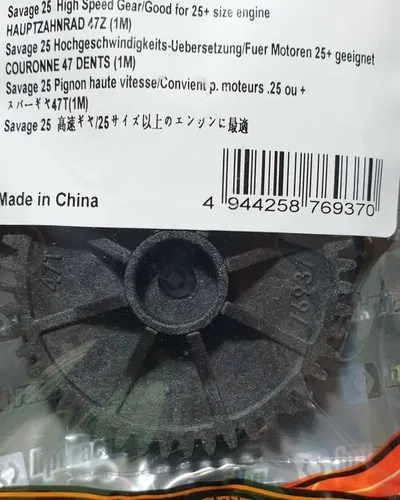 Savage 25 High Speed Gear/Good for 25+ size engine
HAUPTZAHNRAD 47Z (1M)
Savage 25 Hochgeschwindigkeits-Uebersetzung/Fuer Motoren 25+ geeignet
COURONNE 47 DENTS (1M)
Savage 25 Pignon haute vitesse/Convient p. moteurs .25 ou +
スパーギヤ47T(1M)
Savage 25 高速ギヤ/25サイズ以上のエンジンに最適
Made in China
4 944258 769370
47T